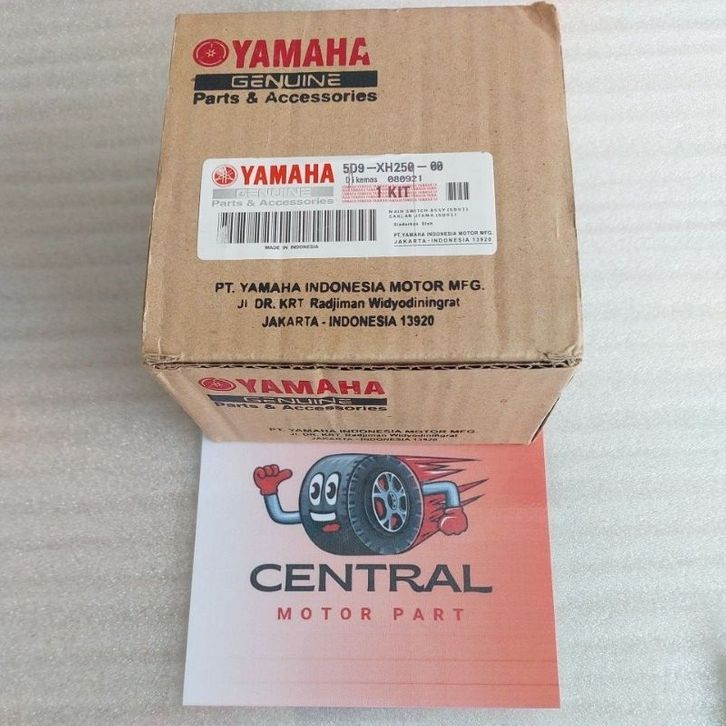 YAMAHA
GENUINE
Parts & Accessories
YAMAHA
GENUINE
Parts & Accessories
MADE IN INDONESIA
5D9-XH250-00
Dikemas 080921
1 KIT
MAIN SWITCH ASSY
PT.YAMAHA INDONESIA MOTOR MFG.
JAKARTA-INDONESIA 13920
PT. YAMAHA INDONESIA MOTOR MFG.
Jl DR. KRT Radjiman Widyodiningrat
JAKARTA - INDONESIA 13920
YAMAHA
GENUINE
Parts & Accessories
PT. YAMAHA INDONESIA MOTOR MFG.
Jl. DR. KRT Radjiman Widyodiningrat
JAKARTA - INDONESIA 13920
CENTRAL
MOTOR PART